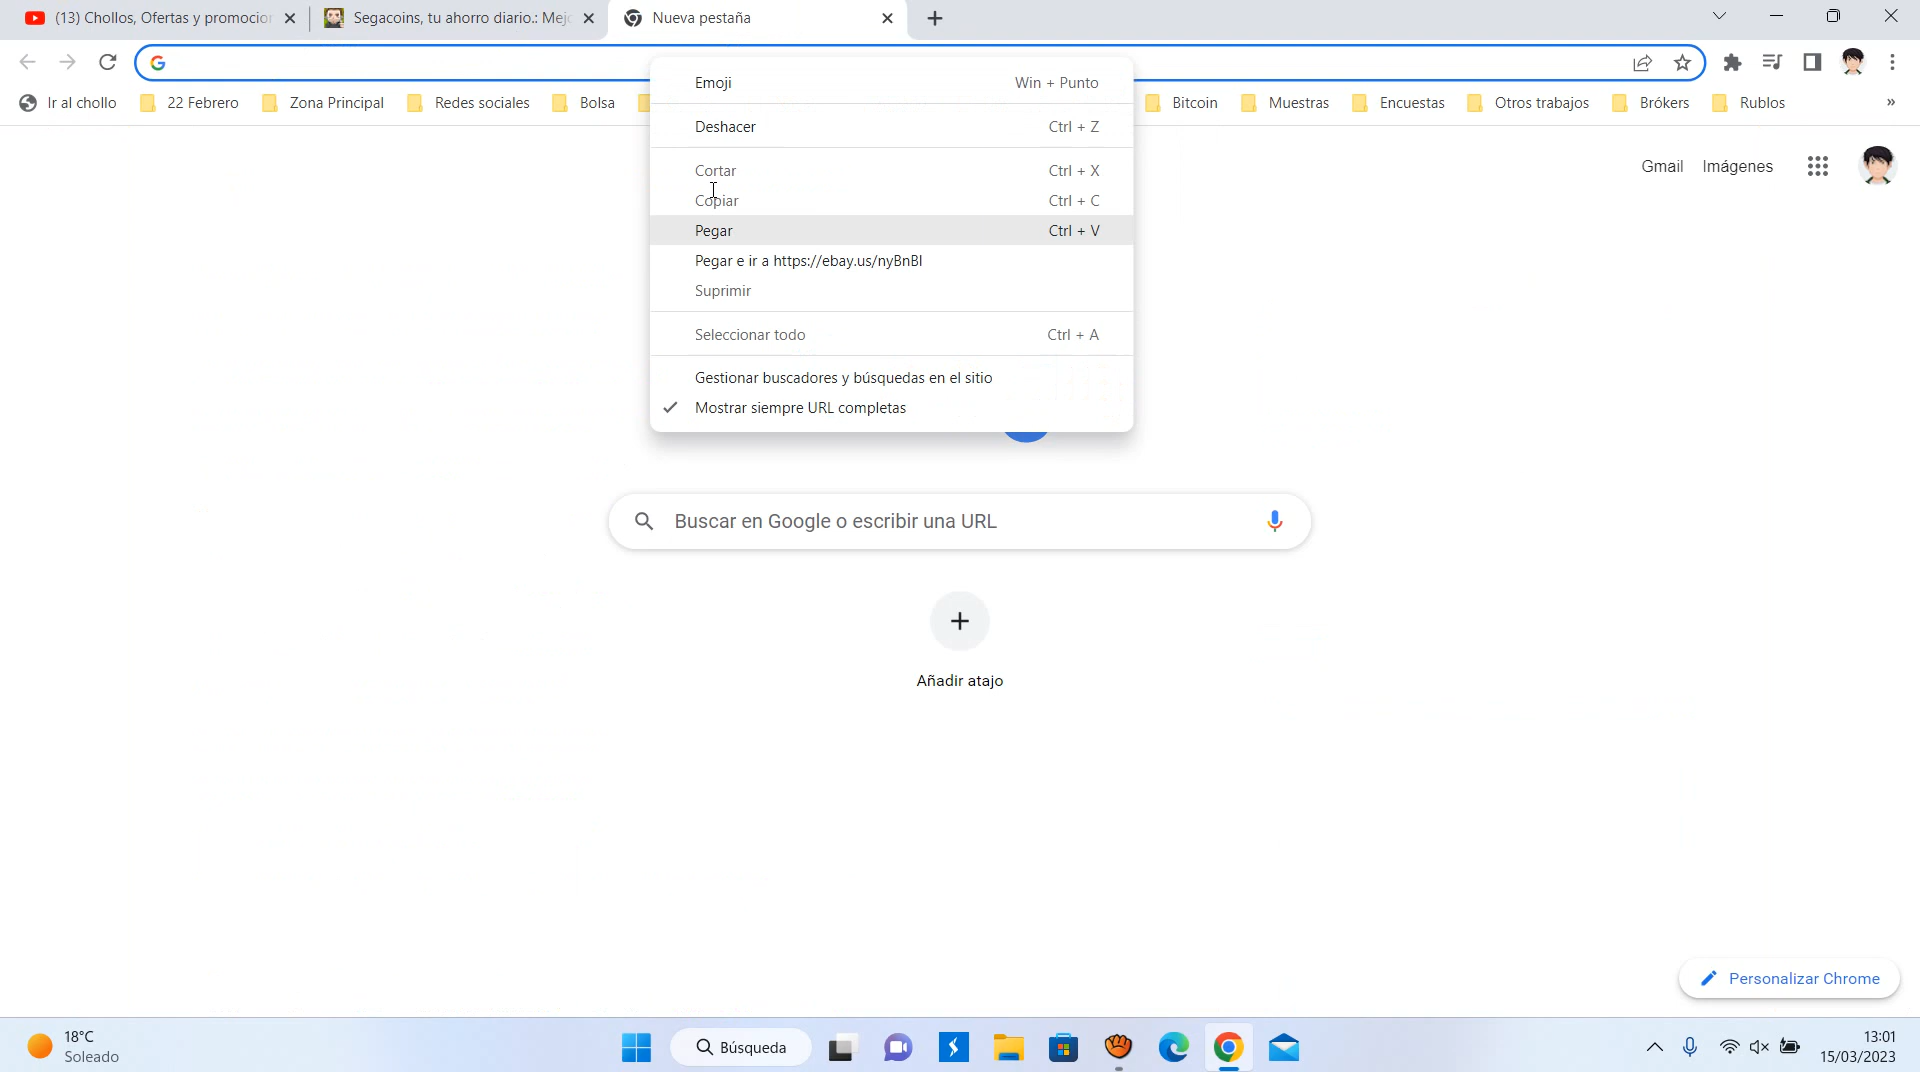 (13) Chollos, Ofertas y promocion
Segacoins, tu ahorro diario.: Mejo
Nueva pestaña
Ir al chollo
22 Febrero
Zona Principal
Redes sociales
Bolsa
Bitcoin
Muestras
Encuestas
Otros trabajos
Brókers
Rublos
»
Emoji Win + Punto
Deshacer Ctrl + Z
Cortar Ctrl + X
Copiar Ctrl + C
Pegar Ctrl + V
Pegar e ir a https://ebay.us/nyBnBl
Suprimir
Seleccionar todo Ctrl + A
Gestionar buscadores y búsquedas en el sitio
Mostrar siempre URL completas
Gmail Imágenes
Buscar en Google o escribir una URL
Añadir atajo
Personalizar Chrome
18°C
Soleado
Búsqueda
13:01
15/03/2023